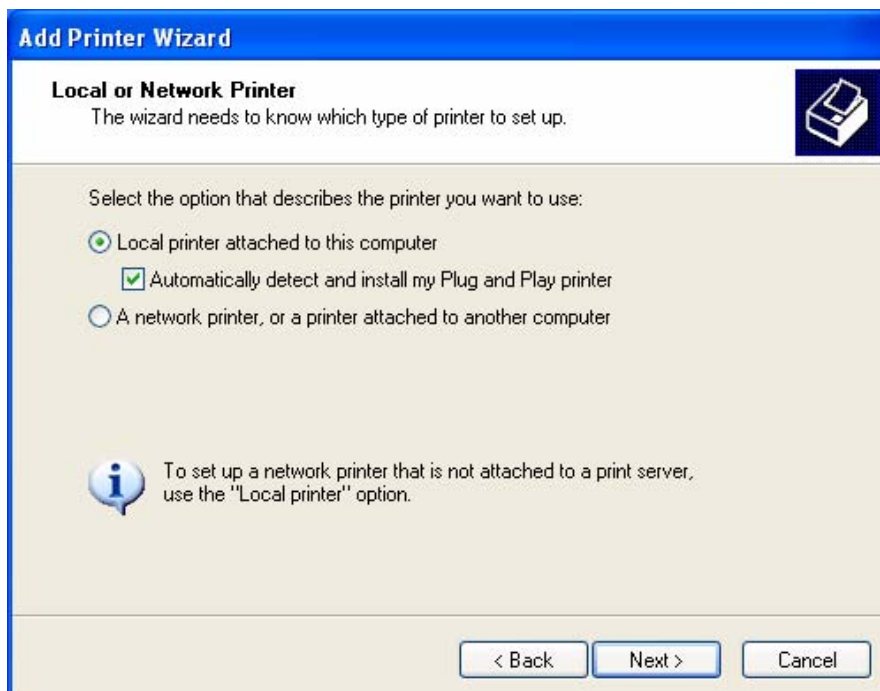 Add Printer Wizard
Local or Network Printer
The wizard needs to know which type of printer to set up.
Select the option that describes the printer you want to use:
Local printer attached to this computer
Automatically detect and install my Plug and Play printer
A network printer, or a printer attached to another computer
To set up a network printer that is not attached to a print server,
use the "Local printer" option.
< Back Next > Cancel